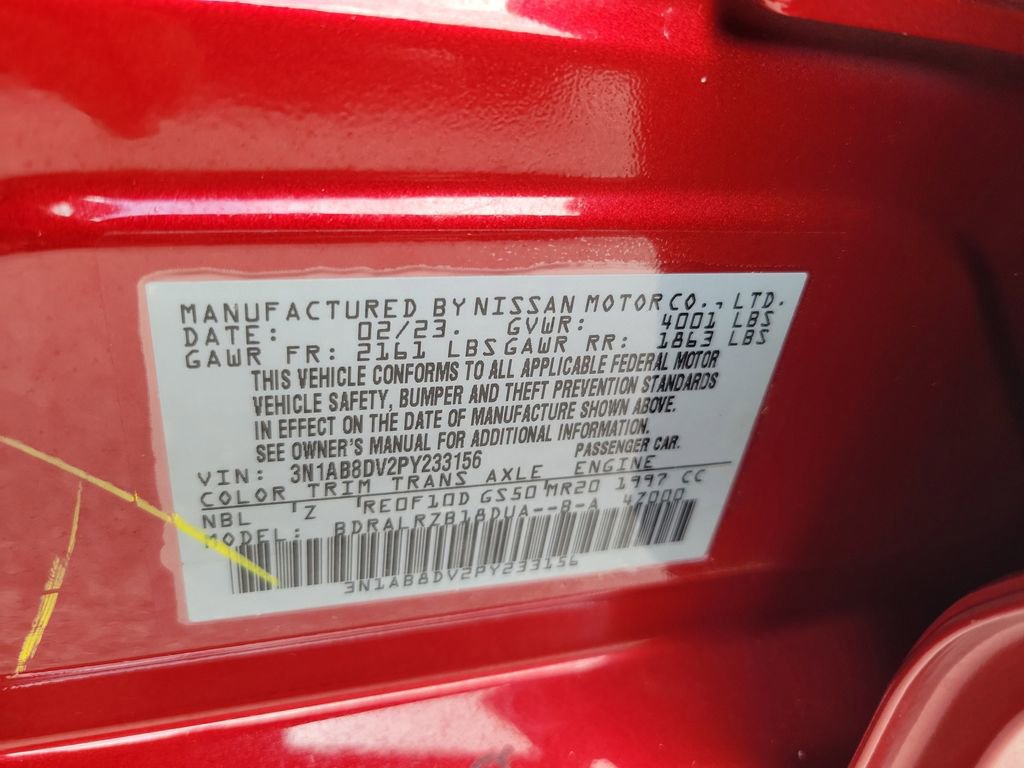 MANUFACTURED BY NISSAN MOTOR CO., LTD.
DATE: 02/23. GVWR: 4001 LBS
GAWR FR: 2161 LBS GAWR RR: 1863 LBS
THIS VEHICLE CONFORMS TO ALL APPLICABLE FEDERAL MOTOR
VEHICLE SAFETY, BUMPER AND THEFT PREVENTION STANDARDS
IN EFFECT ON THE DATE OF MANUFACTURE SHOWN ABOVE.
SEE OWNER'S MANUAL FOR ADDITIONAL INFORMATION.
VIN: 3N1AB8DV2PY233156 PASSENGER CAR.
COLOR TRIM TRANS AXLE ENGINE
NBL Z RE0F10D GS50 MR20 1997 CC
MODEL: BDRALRZB18DUA--B-A 47000
3N1AB8DV2PY233156